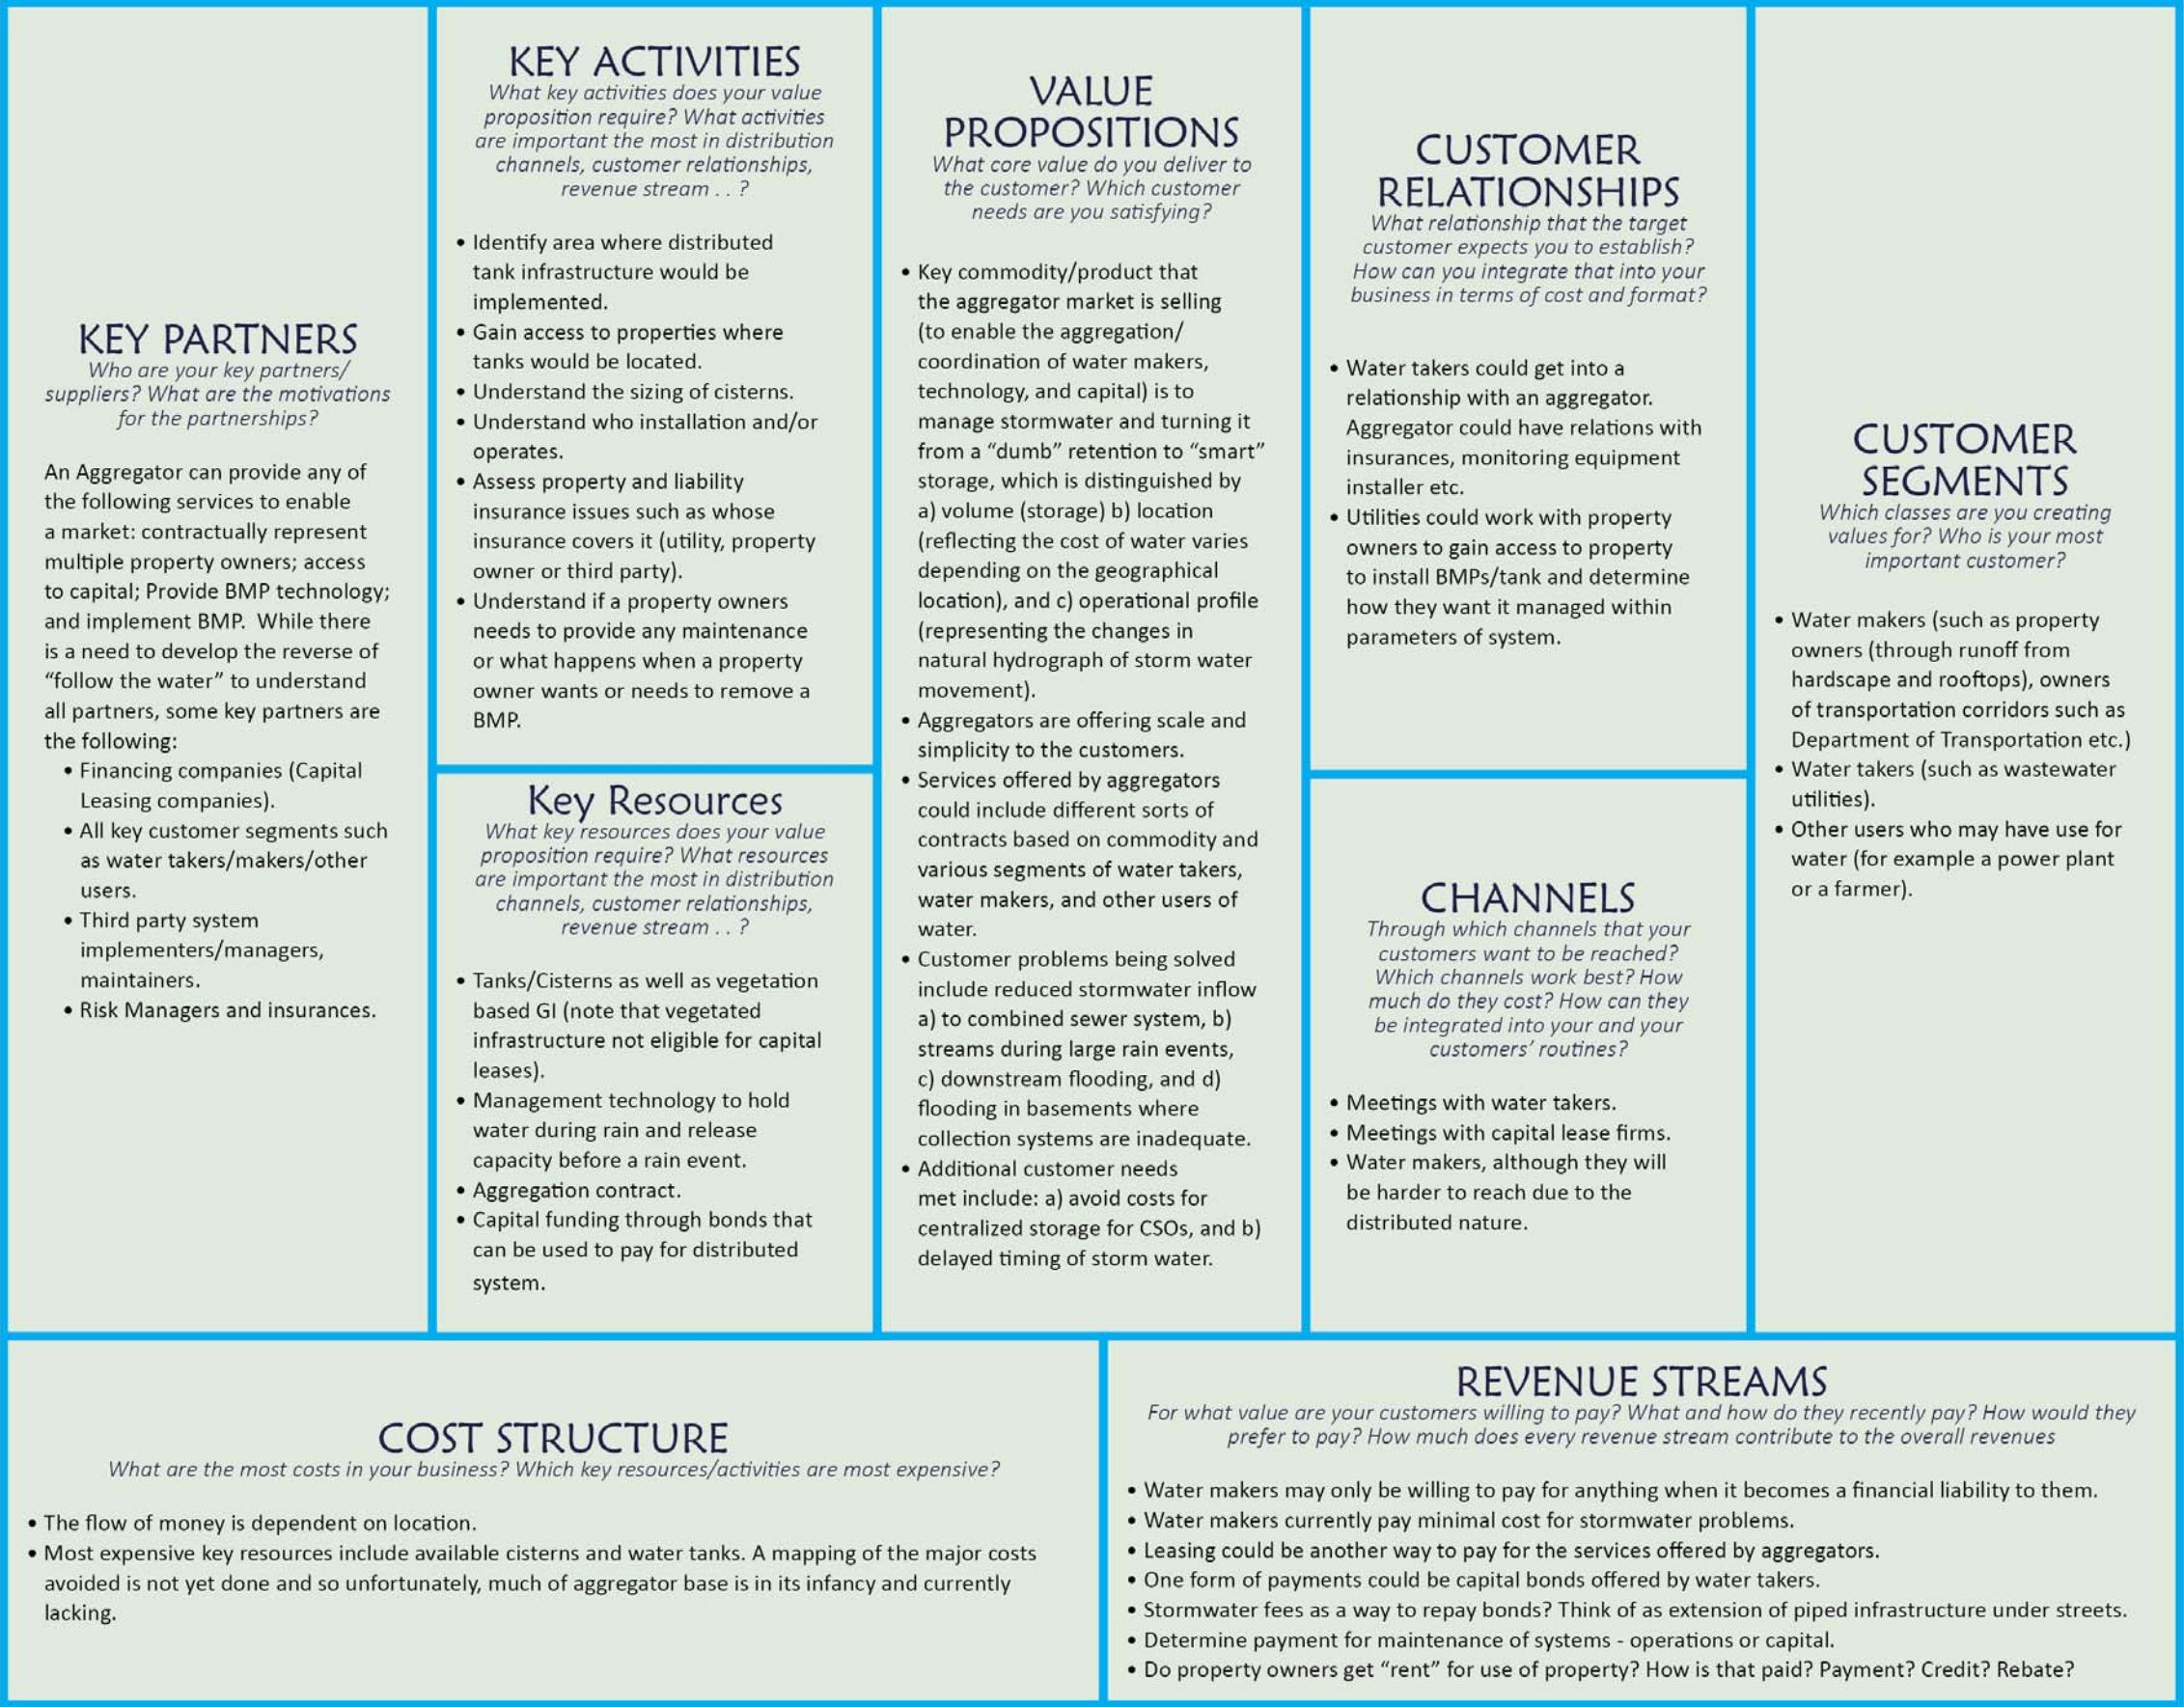 KEY PARTNERS
Who are your key partners/
suppliers? What are the motivations
for the partnerships?
An Aggregator can provide any of
the following services to enable
a market: contractually represent
multiple property owners; access
to capital; Provide BMP technology;
and implement BMP.  While there
is a need to develop the reverse of
“follow the water” to understand
all partners, some key partners are
the following:
• Financing companies (Capital
Leasing companies).
• All key customer segments such
as water takers/makers/other
users.
• Third party system
implementers/managers,
maintainers.
• Risk Managers and insurances.
KEY ACTIVITIES
What key activities does your value
proposition require? What activities
are important the most in distribution
channels, customer relationships,
revenue stream . . ?
• Identify area where distributed
tank infrastructure would be
implemented.
• Gain access to properties where
tanks would be located.
• Understand the sizing of cisterns.
• Understand who installation and/or
operates.
• Assess property and liability
insurance issues such as whose
insurance covers it (utility, property
owner or third party).
• Understand if a property owners
needs to provide any maintenance
or what happens when a property
owner wants or needs to remove a
BMP.
Key Resources
What key resources does your value
proposition require? What resources
are important the most in distribution
channels, customer relationships,
revenue stream . . ?
• Tanks/Cisterns as well as vegetation
based GI (note that vegetated
infrastructure not eligible for capital
leases).
• Management technology to hold
water during rain and release
capacity before a rain event.
• Aggregation contract.
• Capital funding through bonds that
can be used to pay for distributed
system.
VALUE
PROPOSITIONS
What core value do you deliver to
the customer? Which customer
needs are you satisfying?
• Key commodity/product that
the aggregator market is selling
(to enable the aggregation/
coordination of water makers,
technology, and capital) is to
manage stormwater and turning it
from a “dumb” retention to “smart”
storage, which is distinguished by
a) volume (storage) b) location
(reflecting the cost of water varies
depending on the geographical
location), and c) operational profile
(representing the changes in
natural hydrograph of storm water
movement).
• Aggregators are offering scale and
simplicity to the customers.
• Services offered by aggregators
could include different sorts of
contracts based on commodity and
various segments of water takers,
water makers, and other users of
water.
• Customer problems being solved
include reduced stormwater inflow
a) to combined sewer system, b)
streams during large rain events,
c) downstream flooding, and d)
flooding in basements where
collection systems are inadequate.
• Additional customer needs
met include: a) avoid costs for
centralized storage for CSOs, and b)
delayed timing of storm water.
CUSTOMER
RELATIONSHIPS
What relationship that the target
customer expects you to establish?
How can you integrate that into your
business in terms of cost and format?
• Water takers could get into a
relationship with an aggregator.
Aggregator could have relations with
insurances, monitoring equipment
installer etc.
• Utilities could work with property
owners to gain access to property
to install BMPs/tank and determine
how they want it managed within
parameters of system.
CHANNELS
Through which channels that your
customers want to be reached?
Which channels work best? How
much do they cost? How can they
be integrated into your and your
customers’ routines?
• Meetings with water takers.
• Meetings with capital lease firms.
• Water makers, although they will
be harder to reach due to the
distributed nature.
CUSTOMER
SEGMENTS
Which classes are you creating
values for? Who is your most
important customer?
• Water makers (such as property
owners (through runoff from
hardscape and rooftops), owners
of transportation corridors such as
Department of Transportation etc.)
• Water takers (such as wastewater
utilities).
• Other users who may have use for
water (for example a power plant
or a farmer).
COST STRUCTURE
What are the most costs in your business? Which key resources/activities are most expensive?
• The flow of money is dependent on location.
• Most expensive key resources include available cisterns and water tanks. A mapping of the major costs
avoided is not yet done and so unfortunately, much of aggregator base is in its infancy and currently
lacking.
REVENUE STREAMS
For what value are your customers willing to pay? What and how do they recently pay? How would they
prefer to pay? How much does every revenue stream contribute to the overall revenues
• Water makers may only be willing to pay for anything when it becomes a financial liability to them.
• Water makers currently pay minimal cost for stormwater problems.
• Leasing could be another way to pay for the services offered by aggregators.
• One form of payments could be capital bonds offered by water takers.
• Stormwater fees as a way to repay bonds? Think of as extension of piped infrastructure under streets.
• Determine payment for maintenance of systems - operations or capital.
• Do property owners get “rent” for use of property? How is that paid? Payment? Credit? Rebate?